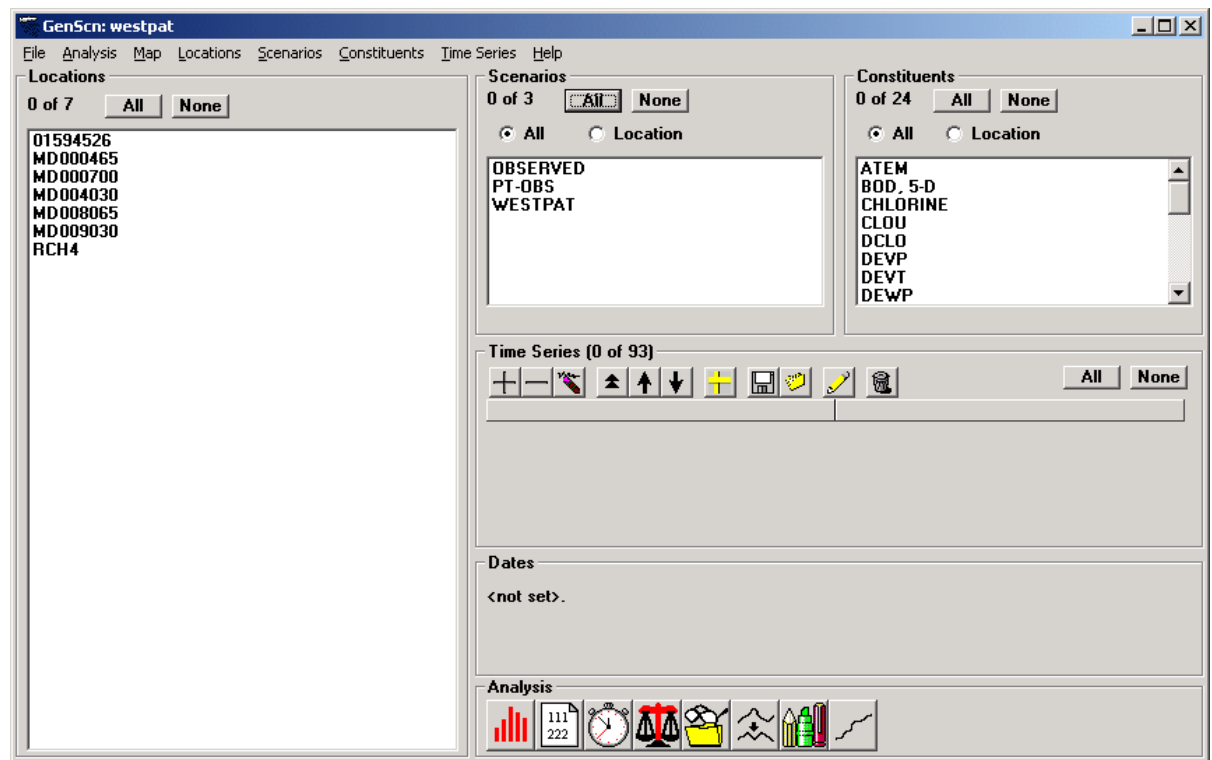 GenScn: westpat
File Analysis Map Locations Scenarios Constituents Time Series Help
Locations
0 of 7 All None
01594526
MD000465
MD000700
MD004030
MD008065
MD009030
RCH4
Scenarios
0 of 3 All None
All Location
OBSERVED
PT-OBS
WESTPAT
Constituents
0 of 24 All None
All Location
ATEM
BOD, 5-D
CHLORINE
CLOU
DCLO
DEVP
DEVT
DEWP
Time Series (0 of 93)
All None
Dates
<not set>.
Analysis
111
222